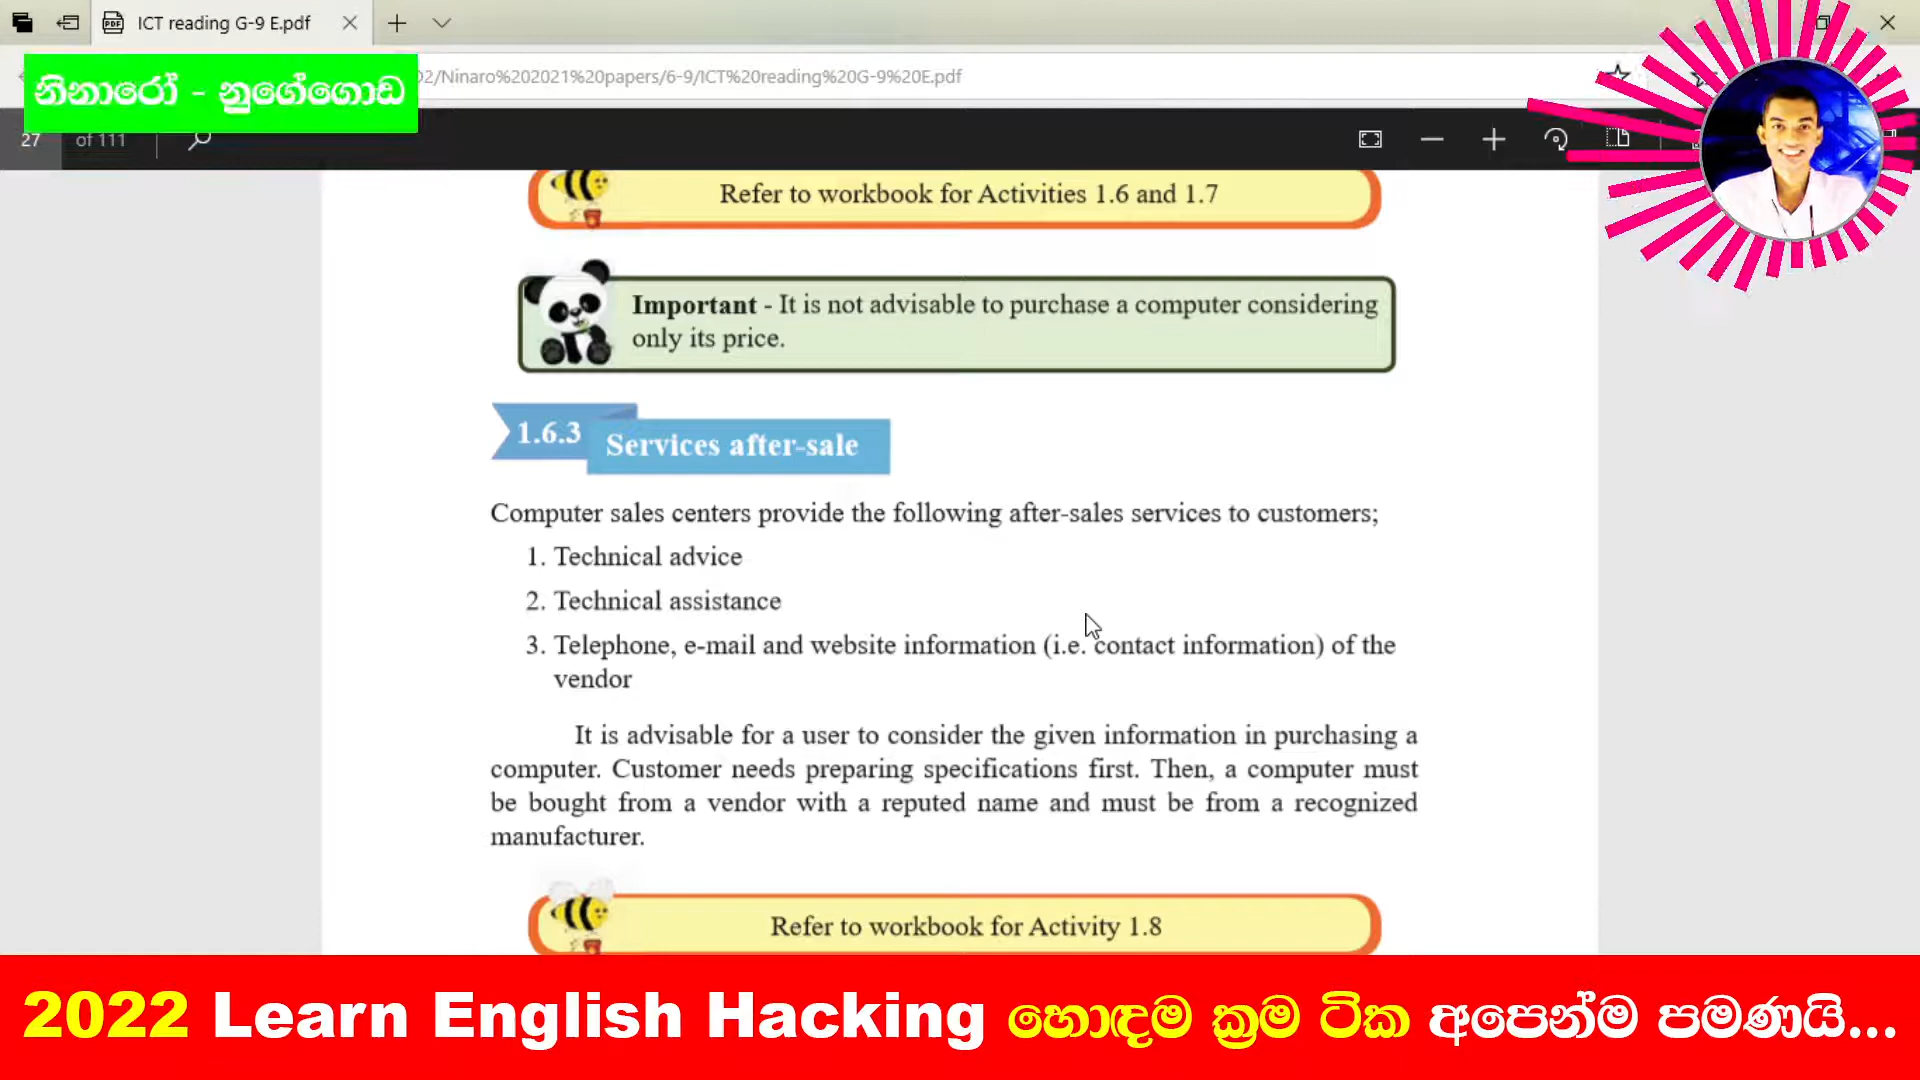 ICT reading G-9 E.pdf
නිනාරෝ - නුගේගොඩ
02/Ninaro%202021%20papers/6-9/ICT%20reading%20G-9%20E.pdf
27 of 111
Refer to workbook for Activities 1.6 and 1.7
Important - It is not advisable to purchase a computer considering
only its price.
1.6.3 Services after-sale
Computer sales centers provide the following after-sales services to customers;
1. Technical advice
2. Technical assistance
3. Telephone, e-mail and website information (i.e. contact information) of the
vendor
It is advisable for a user to consider the given information in purchasing a
computer. Customer needs preparing specifications first. Then, a computer must
be bought from a vendor with a reputed name and must be from a recognized
manufacturer.
Refer to workbook for Activity 1.8
2022 Learn English Hacking හොඳම ක්‍රම ටික අපෙන්ම පමණයි...